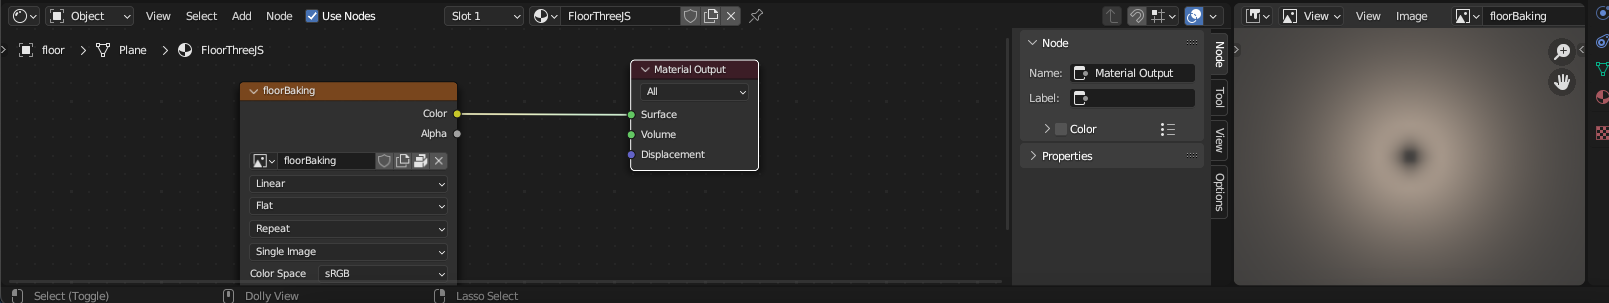 Object View Select Add Node Use Nodes Slot 1 FloorThreeJS View View Image floorBaking
floor Plane FloorThreeJS
floorBaking
Color
Alpha
floorBaking
Linear
Flat
Repeat
Single Image
Color Space sRGB
Material Output
All
Surface
Volume
Displacement
Node
Name: Material Output
Label:
Color
Properties
Node
Tool
View
Options
Select (Toggle) Dolly View Lasso Select